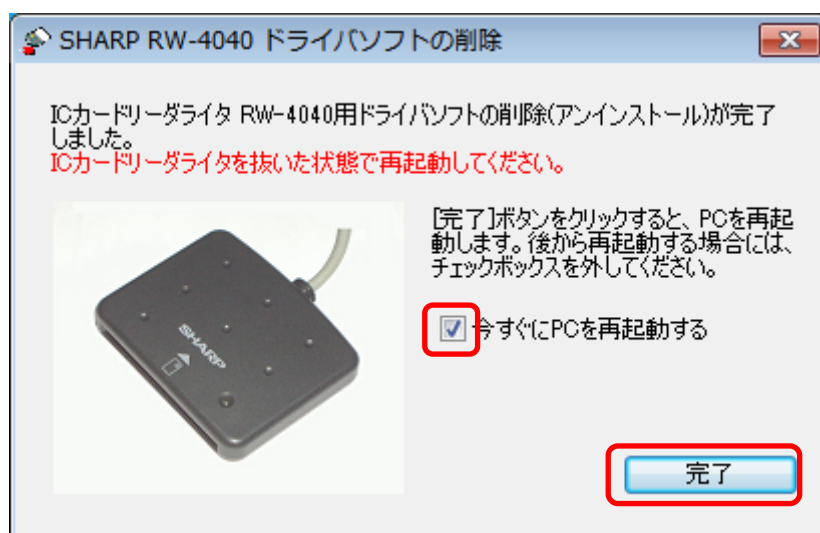 SHARP RW-4040 ドライバソフトの削除
ICカードリーダライタ RW-4040用ドライバソフトの削除(アンインストール)が完了
しました。
ICカードリーダライタを抜いた状態で再起動してください。
[完了]ボタンをクリックすると、PCを再起
動します。後から再起動する場合には、
チェックボックスを外してください。
SHARP
今すぐにPCを再起動する
完了